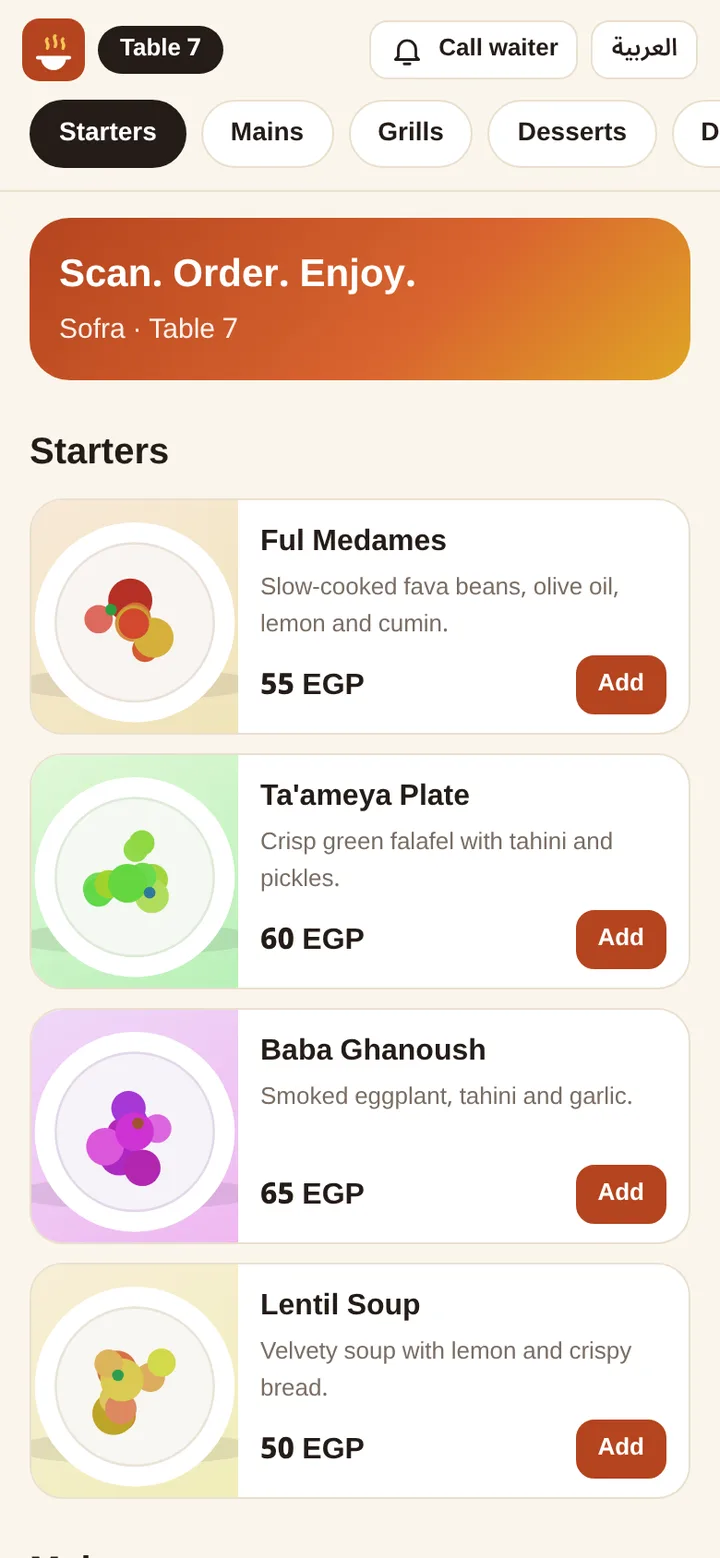 Table 7
Call waiter
العربية
Starters
Mains
Grills
Desserts
Scan. Order. Enjoy.
Sofra · Table 7
Starters
Ful Medames
Slow-cooked fava beans, olive oil,
lemon and cumin.
55 EGP
Add
Ta'ameya Plate
Crisp green falafel with tahini and
pickles.
60 EGP
Add
Baba Ghanoush
Smoked eggplant, tahini and garlic.
65 EGP
Add
Lentil Soup
Velvety soup with lemon and crispy
bread.
50 EGP
Add